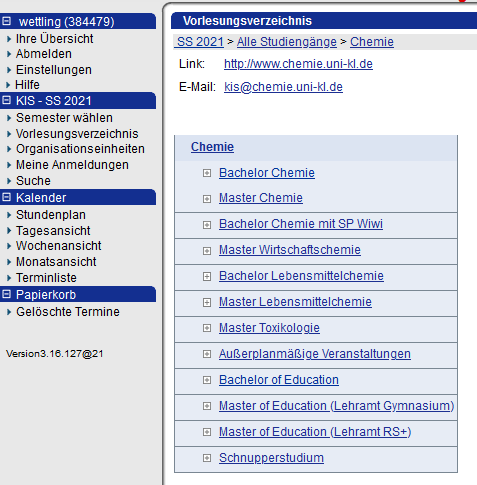 wettling (384479)
Ihre Übersicht
Abmelden
Einstellungen
Hilfe
KIS - SS 2021
Semester wählen
Vorlesungsverzeichnis
Organisationseinheiten
Meine Anmeldungen
Suche
Kalender
Stundenplan
Tagesansicht
Wochenansicht
Monatsansicht
Terminliste
Papierkorb
Gelöschte Termine
Version3.16.127@21
Vorlesungsverzeichnis
SS 2021 > Alle Studiengänge > Chemie
Link: http://www.chemie.uni-kl.de
E-Mail: kis@chemie.uni-kl.de
Chemie
Bachelor Chemie
Master Chemie
Bachelor Chemie mit SP Wiwi
Master Wirtschaftschemie
Bachelor Lebensmittelchemie
Master Lebensmittelchemie
Master Toxikologie
Außerplanmäßige Veranstaltungen
Bachelor of Education
Master of Education (Lehramt Gymnasium)
Master of Education (Lehramt RS+)
Schnupperstudium